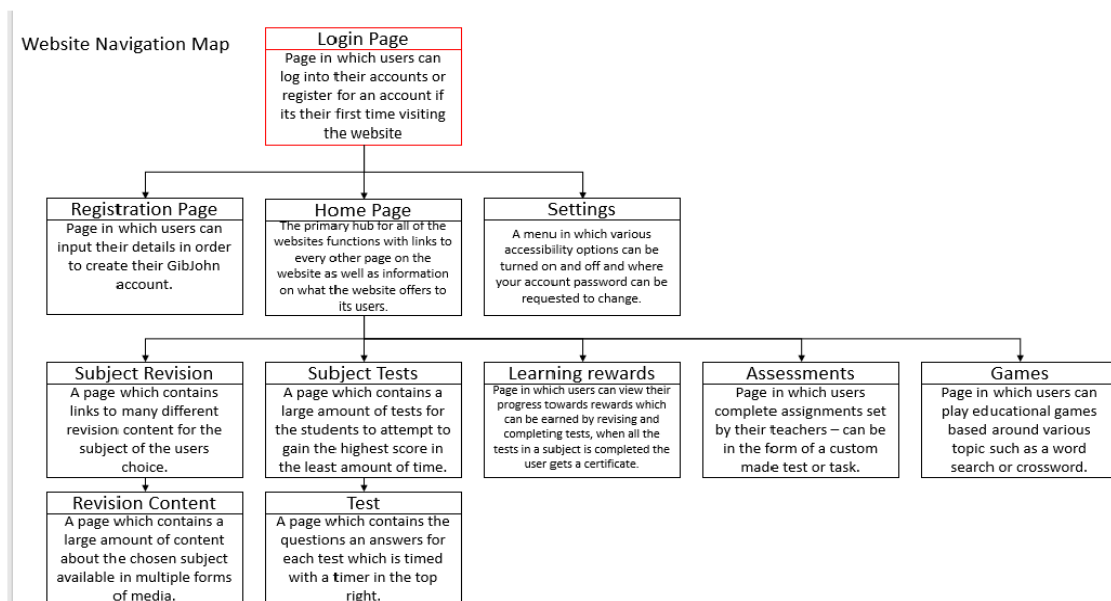 Website Navigation Map
Login Page
Page in which users can
log into their accounts or
register for an account if
its their first time visiting
the website
Registration Page
Page in which users can
input their details in order
to create their GibJohn
account.
Home Page
The primary hub for all of the
websites functions with links to
every other page on the
website as well as information
on what the website offers to
its users.
Settings
A menu in which various
accessibility options can be
turned on and off and where
your account password can be
requested to change.
Subject Revision
A page which contains
links to many different
revision content for the
subject of the users
choice.
Subject Tests
A page which contains a
large amount of tests for
the students to attempt to
gain the highest score in
the least amount of time.
Learning rewards
Page in which users can view their
progress towards rewards which
can be earned by revising and
completing tests, when all the
tests in a subject is completed the
user gets a certificate.
Assessments
Page in which users
complete assignments set
by their teachers – can be
in the form of a custom
made test or task.
Games
Page in which users can
play educational games
based around various
topic such as a word
search or crossword.
Revision Content
A page which contains a
large amount of content
about the chosen subject
available in multiple forms
of media.
Test
A page which contains the
questions an answers for
each test which is timed
with a timer in the top
right.